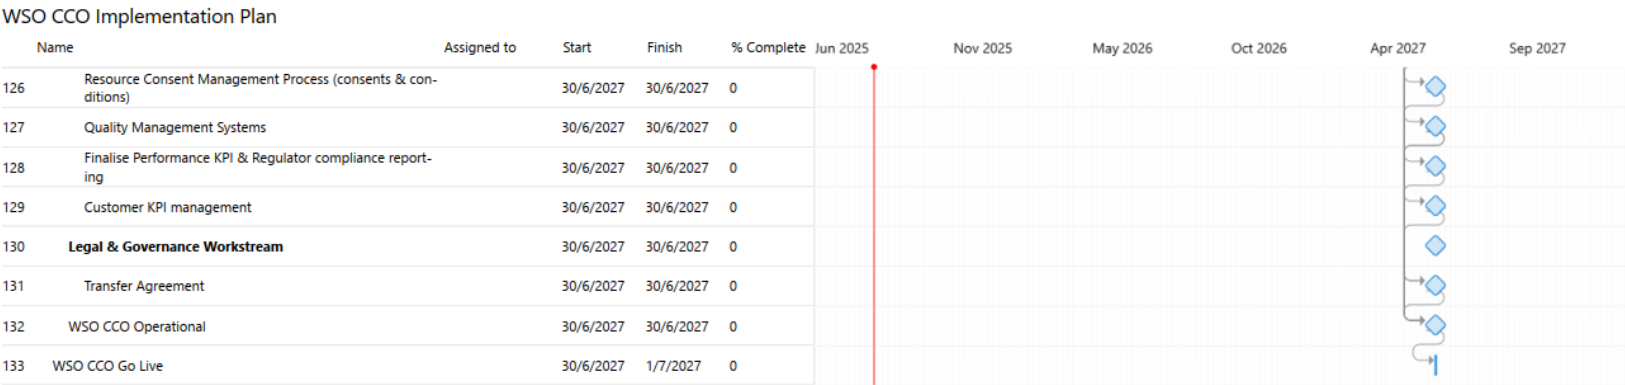 WSO CCO Implementation Plan
Name Assigned to Start Finish % Complete Jun 2025 Nov 2025 May 2026 Oct 2026 Apr 2027 Sep 2027
126 Resource Consent Management Process (consents & con-
ditions) 30/6/2027 30/6/2027 0
127 Quality Management Systems 30/6/2027 30/6/2027 0
128 Finalise Performance KPI & Regulator compliance report-
ing 30/6/2027 30/6/2027 0
129 Customer KPI management 30/6/2027 30/6/2027 0
130 Legal & Governance Workstream 30/6/2027 30/6/2027 0
131 Transfer Agreement 30/6/2027 30/6/2027 0
132 WSO CCO Operational 30/6/2027 30/6/2027 0
133 WSO CCO Go Live 30/6/2027 1/7/2027 0